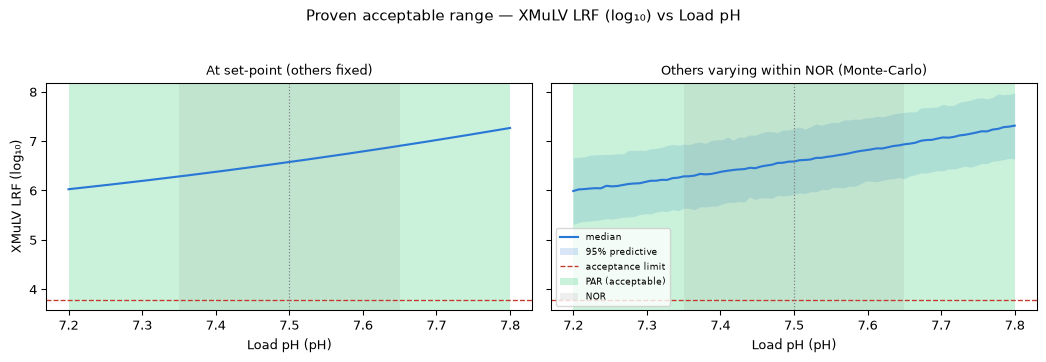 Proven acceptable range — XMuLV LRF (log₁₀) vs Load pH
At set-point (others fixed)
Others varying within NOR (Monte-Carlo)
XMuLV LRF (log₁₀)
8
7
6
5
4
median
95% predictive
acceptance limit
PAR (acceptable)
NOR
7.2 7.3 7.4 7.5 7.6 7.7 7.8
7.2 7.3 7.4 7.5 7.6 7.7 7.8
Load pH (pH)
Load pH (pH)